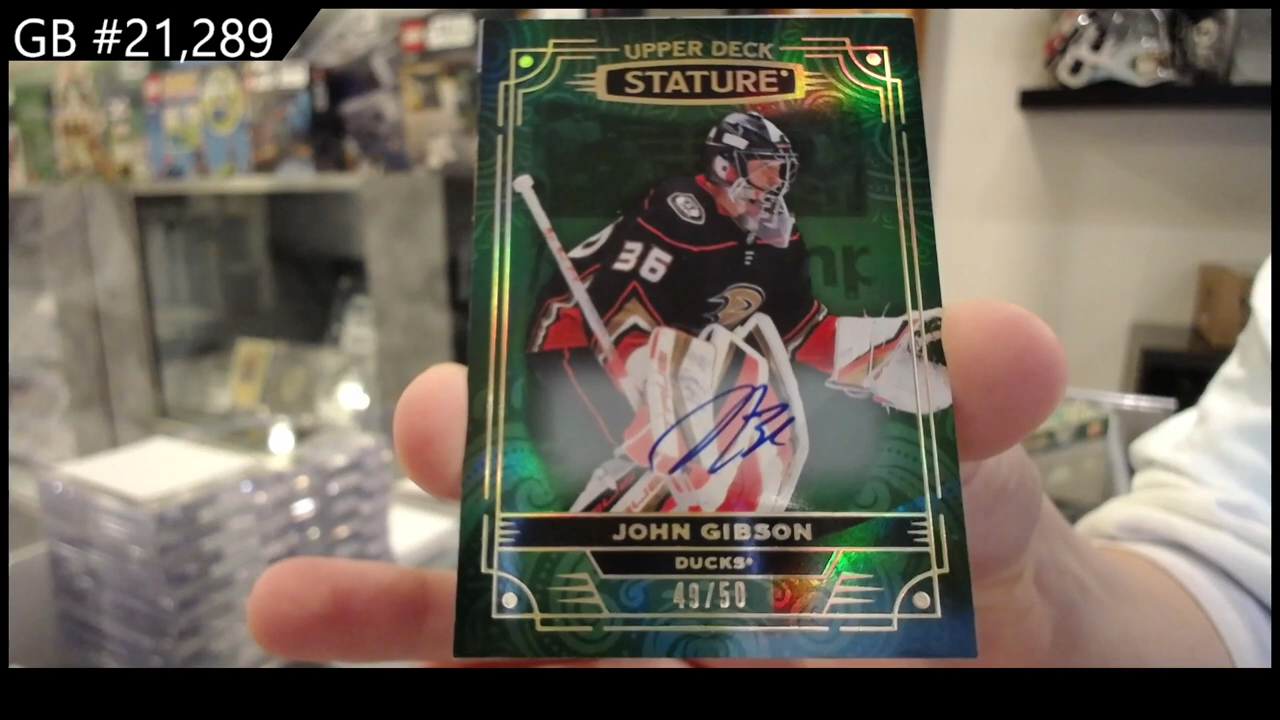 GB #21,289
UPPER DECK
STATURE
36
JOHN GIBSON
DUCKS
49/50